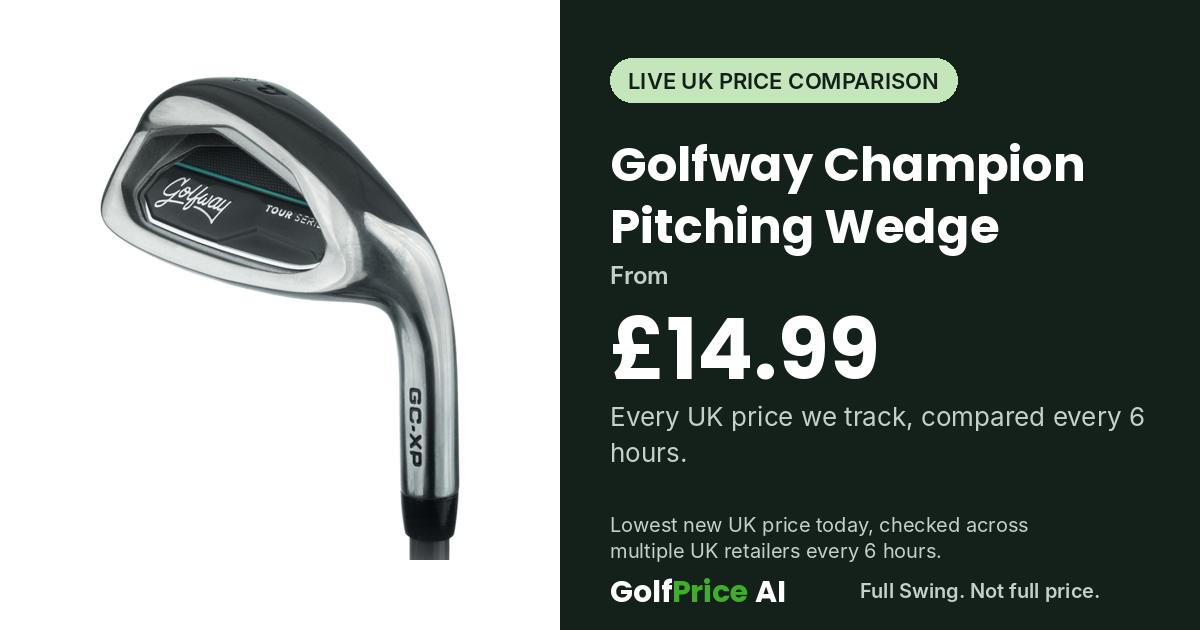 Golfway
TOUR SERIE
GC-XP
LIVE UK PRICE COMPARISON
Golfway Champion
Pitching Wedge
From
£14.99
Every UK price we track, compared every 6
hours.
Lowest new UK price today, checked across
multiple UK retailers every 6 hours.
GolfPrice AI
Full Swing. Not full price.